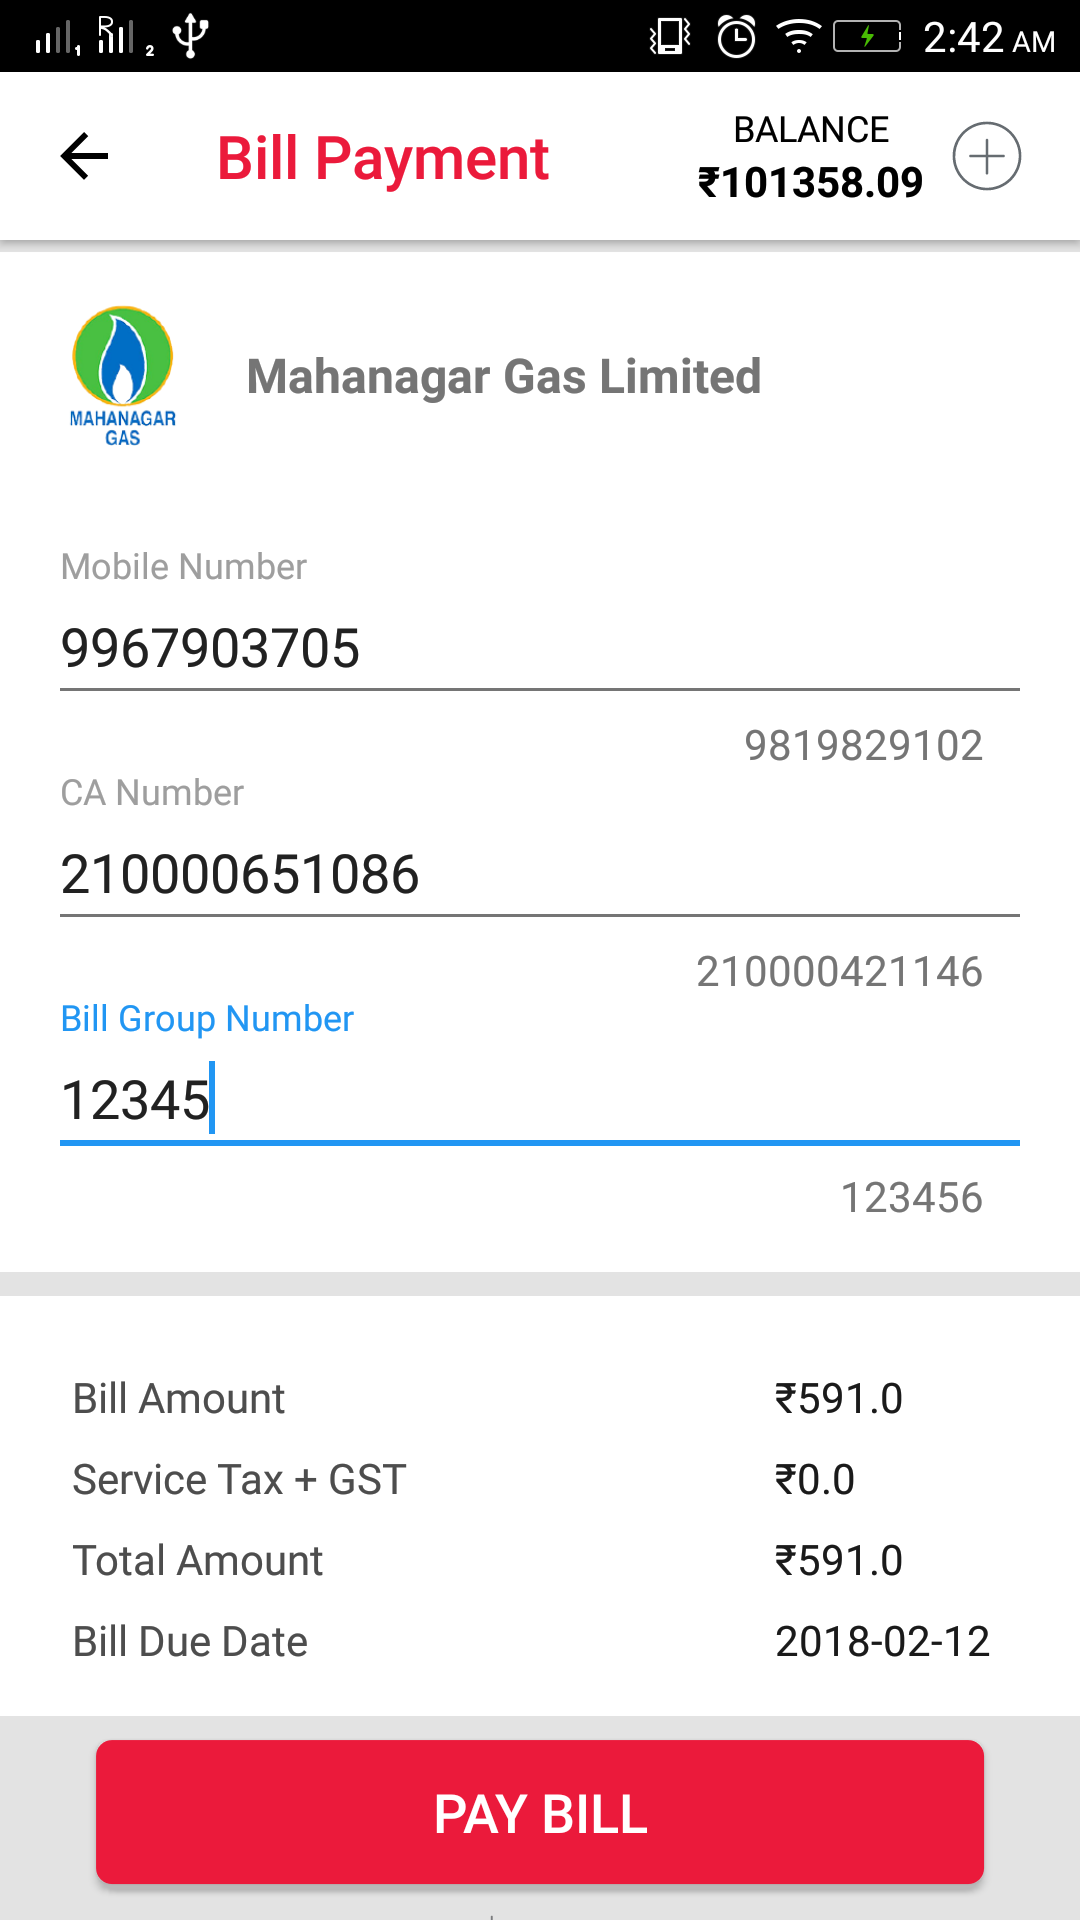 1 R 2 2:42 AM
Bill Payment
BALANCE
₹101358.09
MAHANAGAR
GAS
Mahanagar Gas Limited
Mobile Number
9967903705
9819829102
CA Number
210000651086
210000421146
Bill Group Number
12345
123456
Bill Amount ₹591.0
Service Tax + GST ₹0.0
Total Amount ₹591.0
Bill Due Date 2018-02-12
PAY BILL